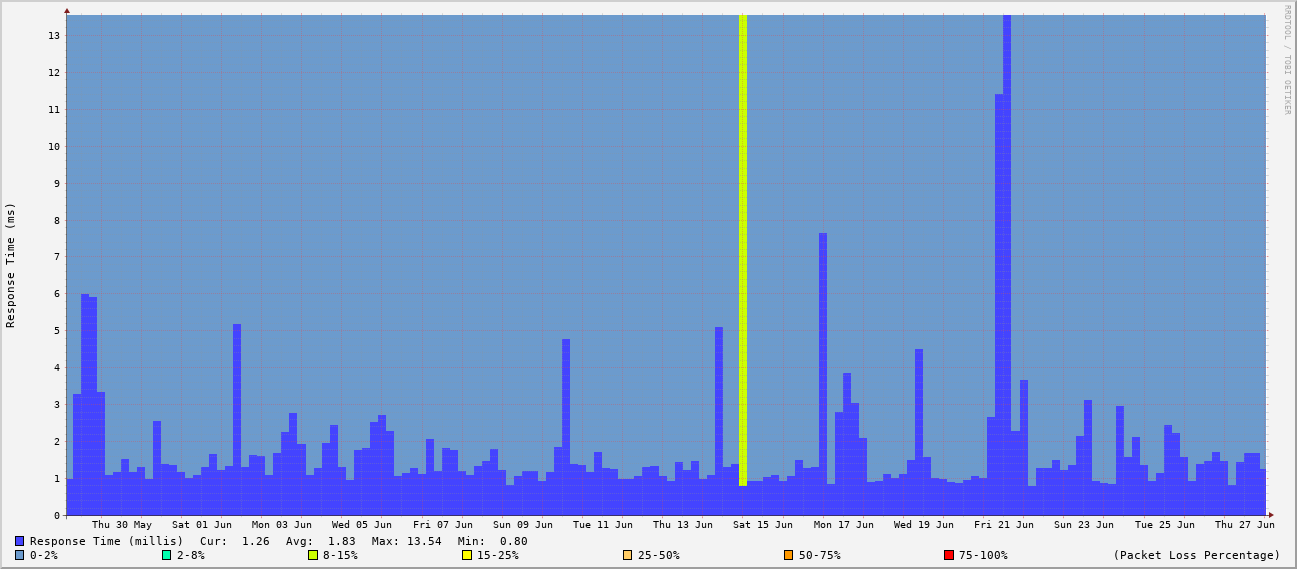 RRDTOOL / TOBI OETIKER
Response Time (ms)
13
12
11
10
9
8
7
6
5
4
3
2
1
0
Thu 30 May Sat 01 Jun Mon 03 Jun Wed 05 Jun Fri 07 Jun Sun 09 Jun Tue 11 Jun Thu 13 Jun Sat 15 Jun Mon 17 Jun Wed 19 Jun Fri 21 Jun Sun 23 Jun Tue 25 Jun Thu 27 Jun
Response Time (millis) Cur: 1.26 Avg: 1.83 Max: 13.54 Min: 0.80
0-2% 2-8% 8-15% 15-25% 25-50% 50-75% 75-100% (Packet Loss Percentage)